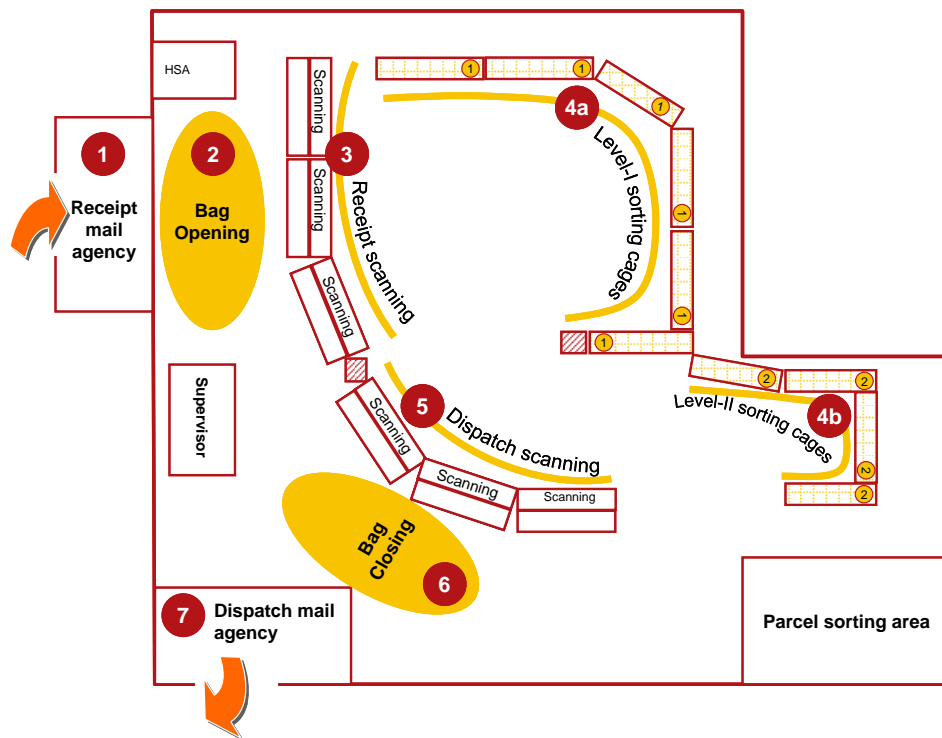 HSA
1
Receipt
mail
agency
2
Bag
Opening
Scanning
Scanning
Scanning
3
Receipt scanning
1
1
1
1
1
1
4a
Level-I sorting cages
2
2
2
2
4b
Level-II sorting cages
Supervisor
5
Dispatch scanning
Scanning
Scanning
Scanning
Bag
Closing
6
7
Dispatch mail
agency
Parcel sorting area